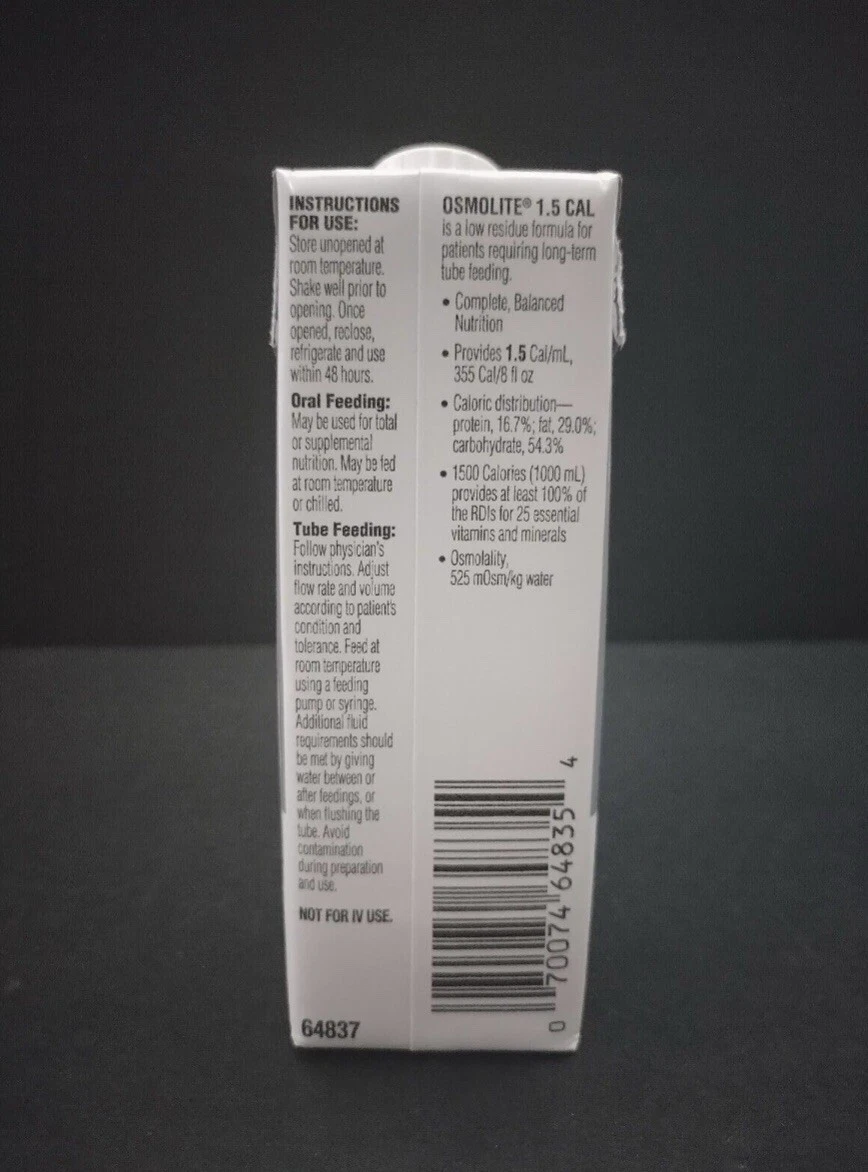 INSTRUCTIONS
FOR USE:
Store unopened at
room temperature.
Shake well prior to
opening. Once
opened, reclose,
refrigerate and use
within 48 hours.
Oral Feeding:
May be used for total
or supplemental
nutrition. May be fed
at room temperature
or chilled.
Tube Feeding:
Follow physician's
instructions. Adjust
flow rate and volume
according to patient's
condition and
tolerance. Feed at
room temperature
using a feeding
pump or syringe.
Additional fluid
requirements should
be met by giving
water between or
after feedings, or
when flushing the
tube. Avoid
contamination
during preparation
and use.
NOT FOR IV USE.
64837
OSMOLITE® 1.5 CAL
is a low residue formula for
patients requiring long-term
tube feeding.
• Complete, Balanced
Nutrition
• Provides 1.5 Cal/mL,
355 Cal/8 fl oz
• Caloric distribution—
protein, 16.7%; fat, 29.0%;
carbohydrate, 54.3%
• 1500 Calories (1000 mL)
provides at least 100% of
the RDIs for 25 essential
vitamins and minerals
• Osmolality,
525 mOsm/kg water
0 70074 64835 4